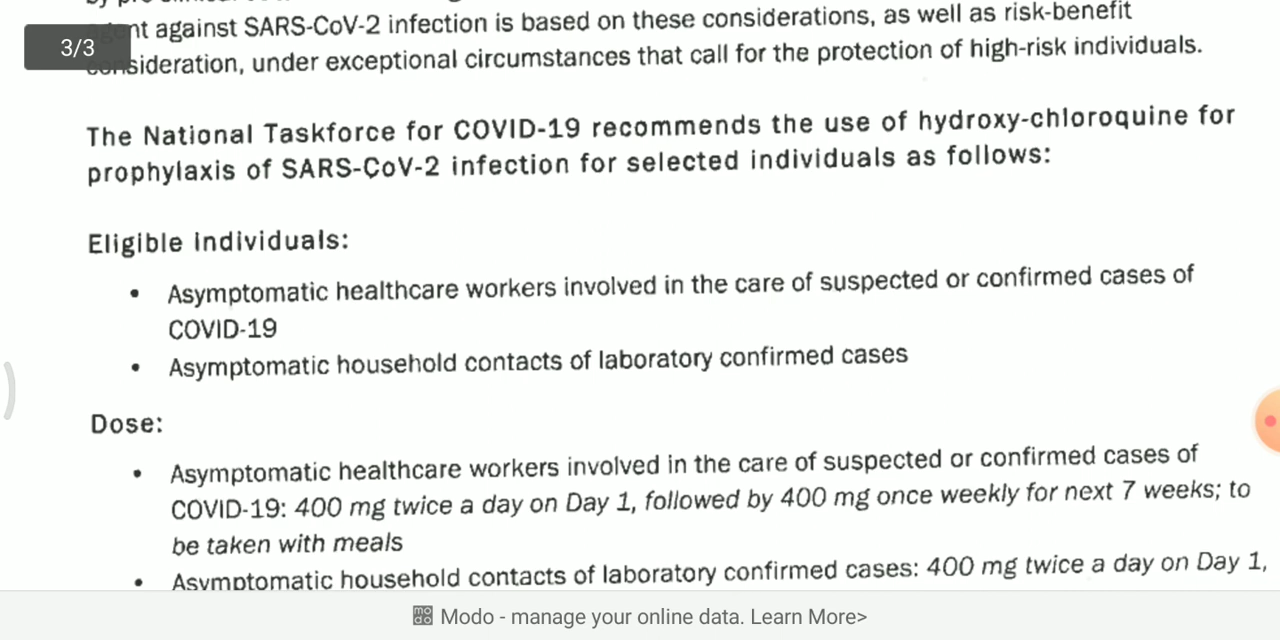 against SARS-CoV-2 infection is based on these considerations, as well as risk-benefit
3/3
consideration, under exceptional circumstances that call for the protection of high-risk individuals.
The National Taskforce for COVID-19 recommends the use of hydroxy-chloroquine for
prophylaxis of SARS-CoV-2 infection for selected individuals as follows:
Eligible individuals:
• Asymptomatic healthcare workers involved in the care of suspected or confirmed cases of
COVID-19
• Asymptomatic household contacts of laboratory confirmed cases
Dose:
• Asymptomatic healthcare workers involved in the care of suspected or confirmed cases of
COVID-19: 400 mg twice a day on Day 1, followed by 400 mg once weekly for next 7 weeks; to
be taken with meals
• Asymptomatic household contacts of laboratory confirmed cases: 400 mg twice a day on Day 1,
modo Modo - manage your online data. Learn More>